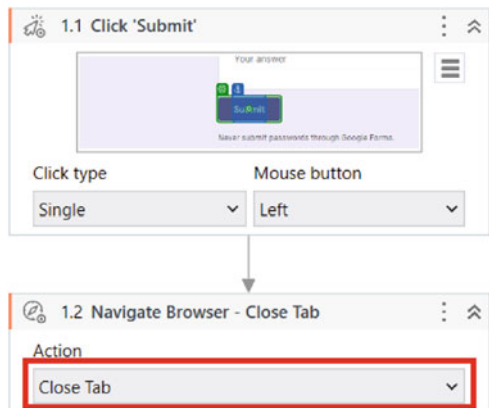 1.1 Click 'Submit'
Your answer
Submit
Never submit passwords through Google Forms.
Click type Mouse button
Single Left
1.2 Navigate Browser - Close Tab
Action
Close Tab